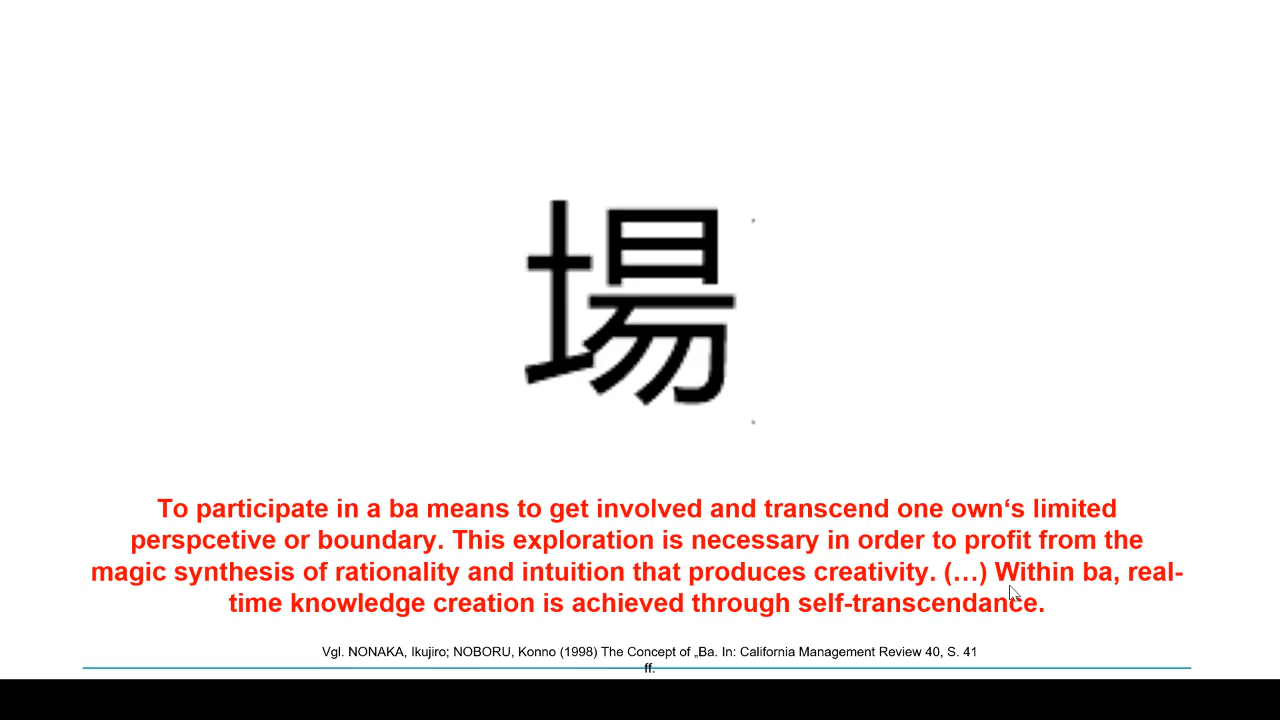 場
To participate in a ba means to get involved and transcend one own‘s limited
perspcetive or boundary. This exploration is necessary in order to profit from the
magic synthesis of rationality and intuition that produces creativity. (…) Within ba, real-
time knowledge creation is achieved through self-transcendance.
Vgl. NONAKA, Ikujiro; NOBORU, Konno (1998) The Concept of „Ba. In: California Management Review 40, S. 41
ff.